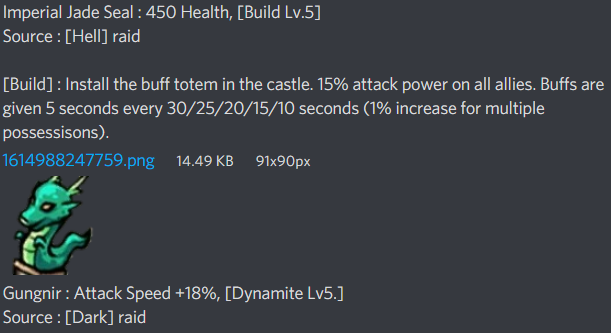 Imperial Jade Seal : 450 Health, [Build Lv.5]
Source : [Hell] raid
[Build] : Install the buff totem in the castle. 15% attack power on all allies. Buffs are
given 5 seconds every 30/25/20/15/10 seconds (1% increase for multiple
possessisons).
1614988247759.png 14.49 KB 91x90px
Gungnir : Attack Speed +18%, [Dynamite Lv5.]
Source : [Dark] raid